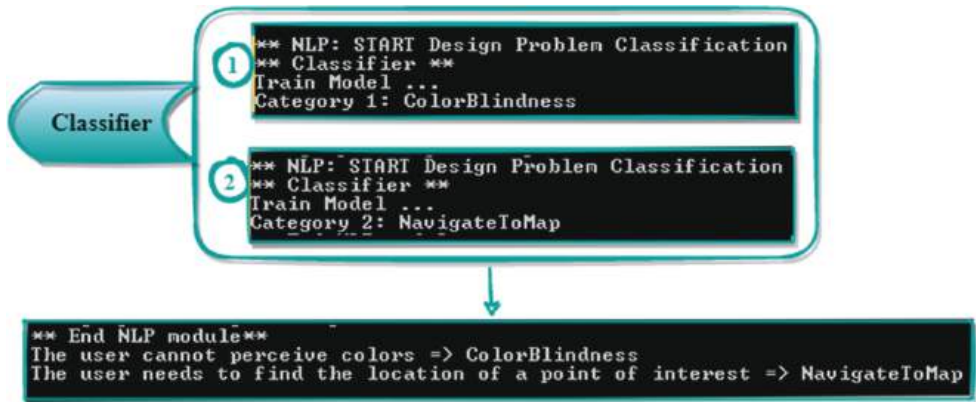 Classifier
1
** NLP: START Design Problem Classification
** Classifier **
Train Model ...
Category 1: ColorBlindness
2
** NLP: START Design Problem Classification
** Classifier **
Train Model ...
Category 2: NavigateToMap
** End NLP module**
The user cannot perceive colors => ColorBlindness
The user needs to find the location of a point of interest => NavigateToMap